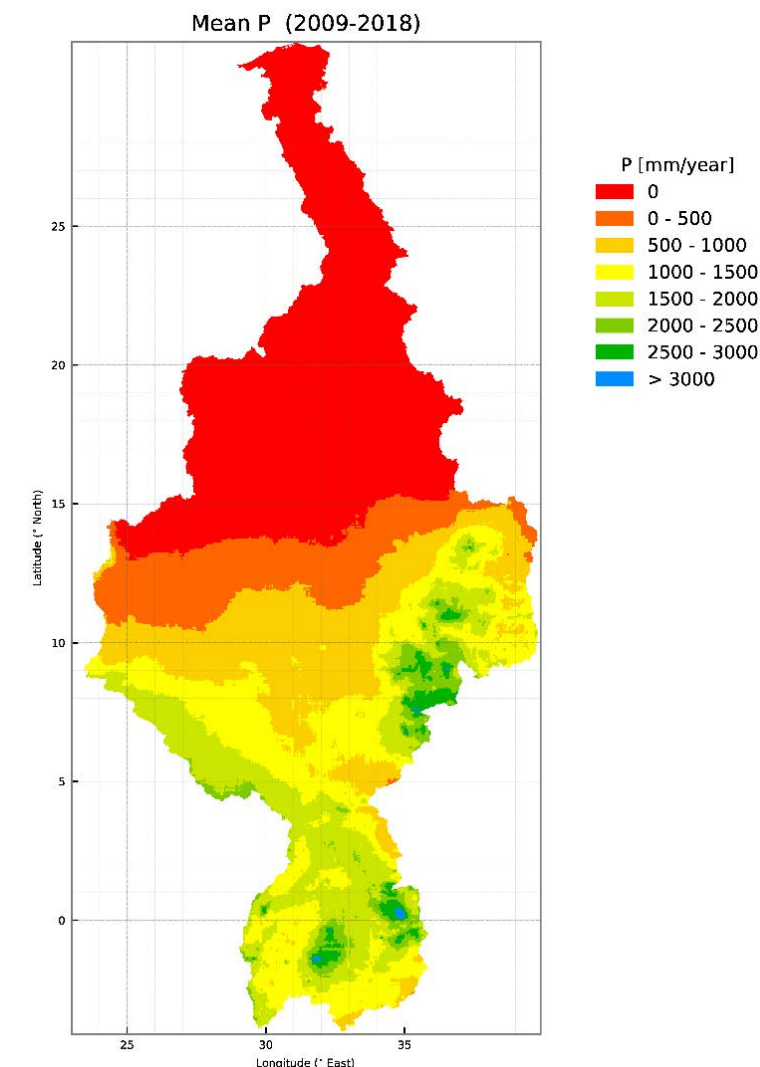 Mean P (2009-2018)
P [mm/year]
0
0 - 500
500 - 1000
1000 - 1500
1500 - 2000
2000 - 2500
2500 - 3000
> 3000
25
20
15
10
5
0
Latitude (° North)
25
30
35
Longitude (° East)